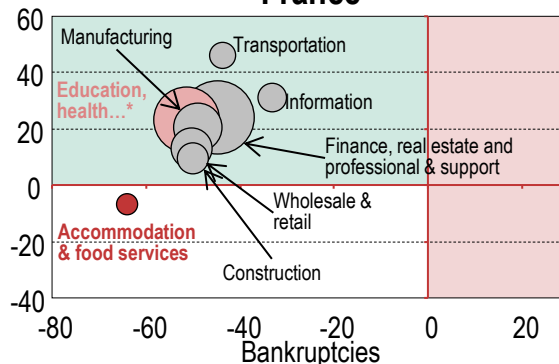 France
60
40
20
0
-20
-40
Manufacturing
Transportation
Education,
health…*
Information
Finance, real estate and
professional & support
Wholesale &
retail
Accommodation
& food services
Construction
-80
-60
-40
-20
0
20
Bankruptcies